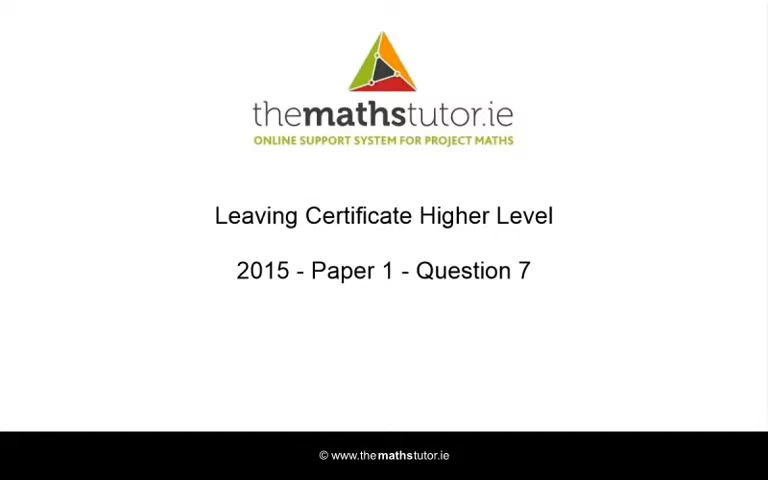 themathstutor.ie
ONLINE SUPPORT SYSTEM FOR PROJECT MATHS
Leaving Certificate Higher Level
2015 - Paper 1 - Question 7
© www.themathstutor.ie